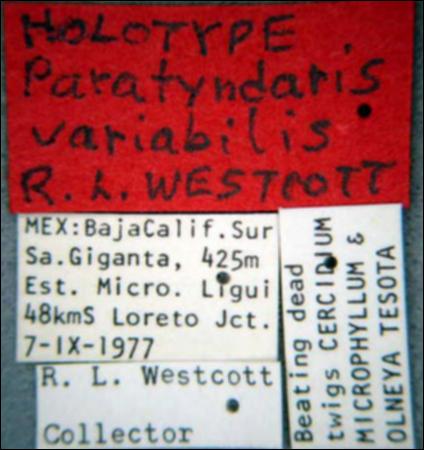 HOLOTYPE
Paratyndaris
variabilis
R. L. WESTCOTT
MEX:BajaCalif.Sur
Sa.Giganta, 425m
Est. Micro. Ligui
48kmS Loreto Jct.
7-IX-1977
Beating dead
twigs CERCIDIUM
MICROPHYLLUM &
OLNEYA TESOTA
R. L. Westcott
Collector